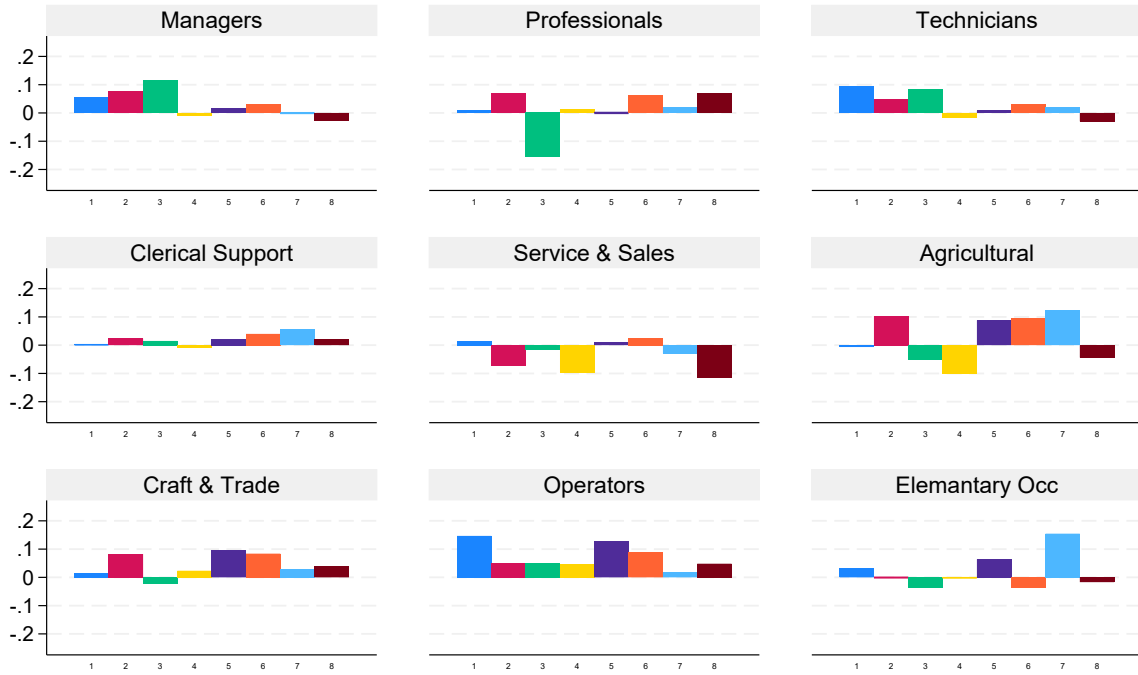 Managers Professionals Technicians
.2
.1
0
-.1
-.2
1 2 3 4 5 6 7 8 1 2 3 4 5 6 7 8 1 2 3 4 5 6 7 8
Clerical Support Service & Sales Agricultural
.2
.1
0
-.1
-.2
1 2 3 4 5 6 7 8 1 2 3 4 5 6 7 8 1 2 3 4 5 6 7 8
Craft & Trade Operators Elemantary Occ
.2
.1
0
-.1
-.2
1 2 3 4 5 6 7 8 1 2 3 4 5 6 7 8 1 2 3 4 5 6 7 8